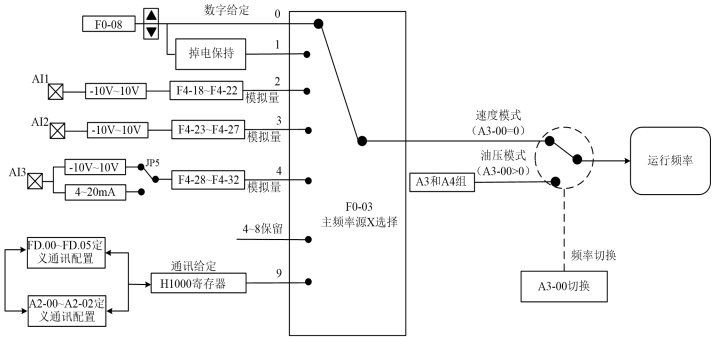 数字给定
0
F0-08
掉电保持
1
AI1
-10V~10V
F4-18~F4-22
2
模拟量
AI2
-10V~10V
F4-23~F4-27
3
模拟量
AI3
-10V~10V
4~20mA
JP5
F4-28~F4-32
4
模拟量
4~8保留
FD.00~FD.05定
义通讯配置
A2-00~A2-02定
义通讯配置
通讯给定
H1000寄存器
9
F0-03
主频率源X选择
速度模式
（A3-00=0）
油压模式
（A3-00>0）
A3和A4组
运行频率
频率切换
A3-00切换